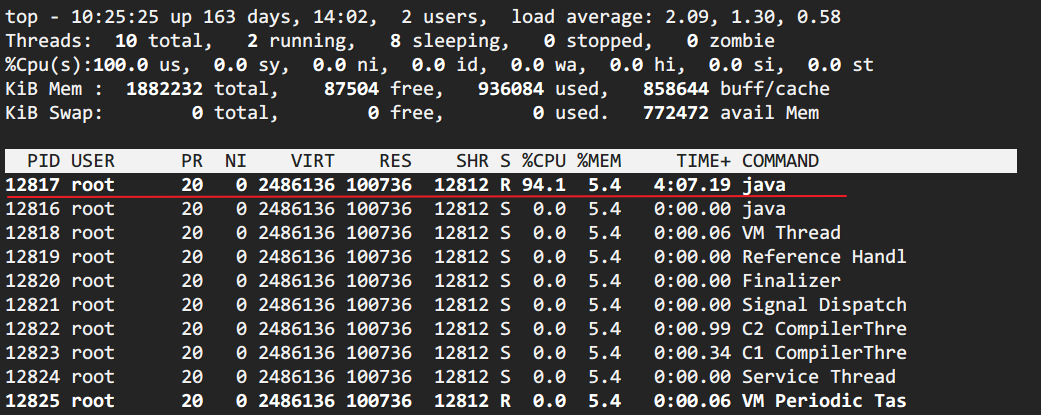 top - 10:25:25 up 163 days, 14:02,  2 users,  load average: 2.09, 1.30, 0.58
Threads:  10 total,   2 running,   8 sleeping,   0 stopped,   0 zombie
%Cpu(s):100.0 us,  0.0 sy,  0.0 ni,  0.0 id,  0.0 wa,  0.0 hi,  0.0 si,  0.0 st
KiB Mem :  1882232 total,    87504 free,   936084 used,   858644 buff/cache
KiB Swap:        0 total,        0 free,        0 used.   772472 avail Mem
  PID USER      PR  NI    VIRT    RES    SHR S %CPU %MEM     TIME+ COMMAND
12817 root      20   0 2486136 100736  12812 R 94.1  5.4   4:07.19 java
12816 root      20   0 2486136 100736  12812 S  0.0  5.4   0:00.00 java
12818 root      20   0 2486136 100736  12812 S  0.0  5.4   0:00.06 VM Thread
12819 root      20   0 2486136 100736  12812 S  0.0  5.4   0:00.00 Reference Handl
12820 root      20   0 2486136 100736  12812 S  0.0  5.4   0:00.00 Finalizer
12821 root      20   0 2486136 100736  12812 S  0.0  5.4   0:00.00 Signal Dispatch
12822 root      20   0 2486136 100736  12812 S  0.0  5.4   0:00.99 C2 CompilerThre
12823 root      20   0 2486136 100736  12812 S  0.0  5.4   0:00.34 C1 CompilerThre
12824 root      20   0 2486136 100736  12812 S  0.0  5.4   0:00.00 Service Thread
12825 root      20   0 2486136 100736  12812 R  0.0  5.4   0:00.06 VM Periodic Tas